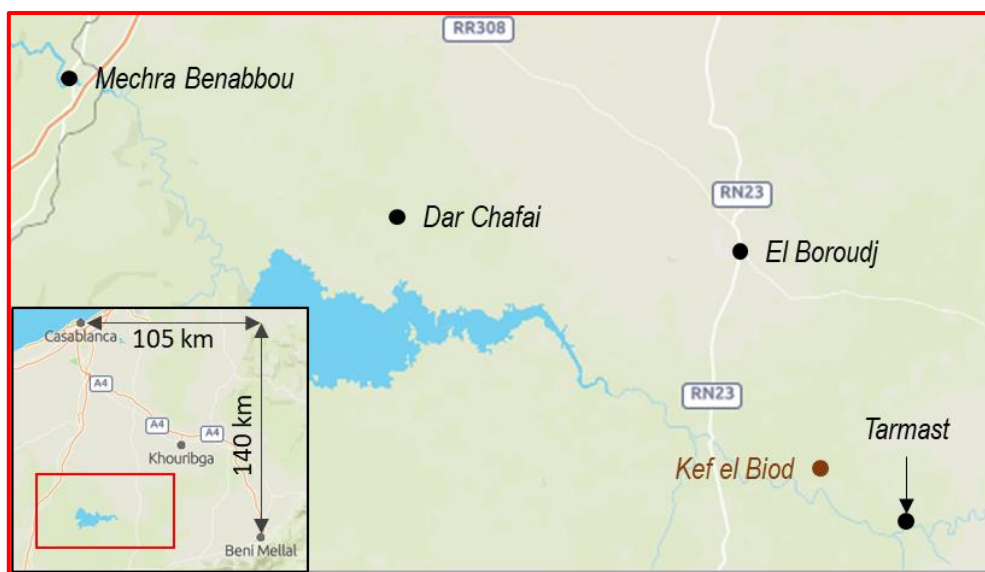 RR308
Mechra Benabbou
RN23
Dar Chafai
El Boroudj
Casablanca
105 km
A4
140 km
A4
A4
Khouribga
Beni Mellal
RN23
Tarmast
Kef el Biod